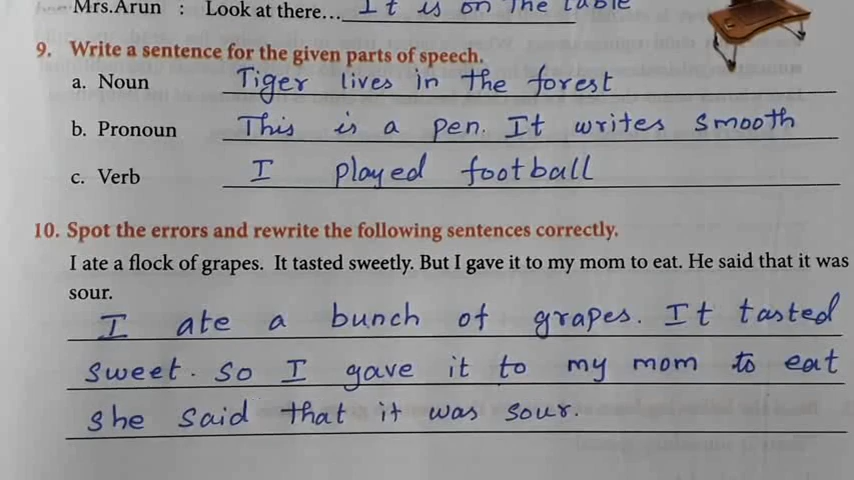 Mrs.Arun : Look at there... It is on the table
9. Write a sentence for the given parts of speech.
a. Noun Tiger lives in the forest
b. Pronoun This is a pen. It writes smooth
c. Verb I played football
10. Spot the errors and rewrite the following sentences correctly.
I ate a flock of grapes. It tasted sweetly. But I gave it to my mom to eat. He said that it was
sour.
I ate a bunch of grapes. It tasted
sweet. so I gave it to my mom to eat
she said that it was sour.